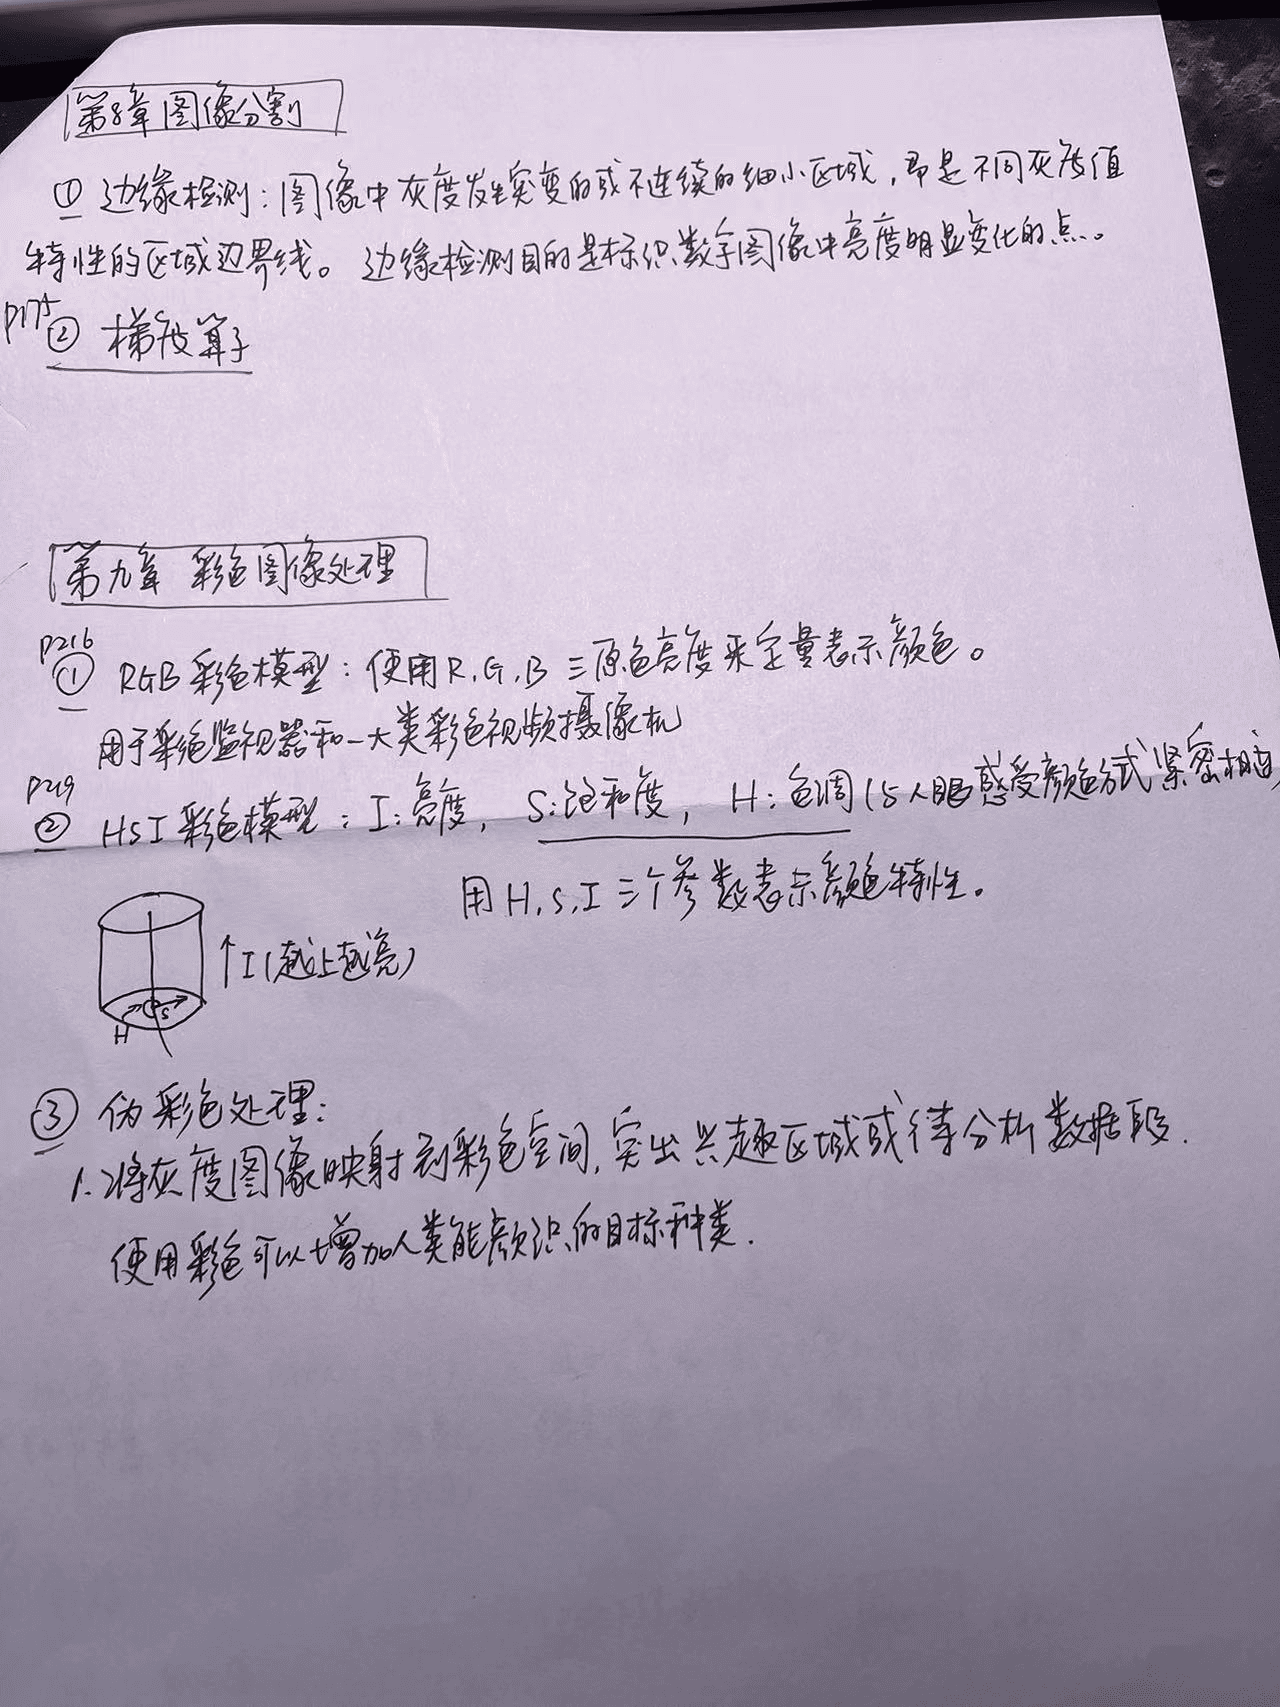 第8章图像分割
① 边缘检测：图像中灰度发生突变的或不连续的细小区域，即是不同灰度值
特性的区域边界线。边缘检测目的是标识数字图像中亮度明显变化的点。
P175
② 梯度算子
第九章 彩色图像处理
P216
① RGB彩色模型：使用R,G,B三原色亮度来定量表示颜色。
用于彩色监视器和一大类彩色视频摄像机
P219
② HSI彩色模型：I:亮度, S:饱和度, H:色调(与人眼感受颜色方式紧密相连)
用H,S,I三个参数表示颜色特性。
↑I(越上越亮)
S
H
③ 伪彩色处理：
1.将灰度图像映射到彩色空间,突出兴趣区域或待分析数据段.
使用彩色可以增加人类能颜识的目标种类.